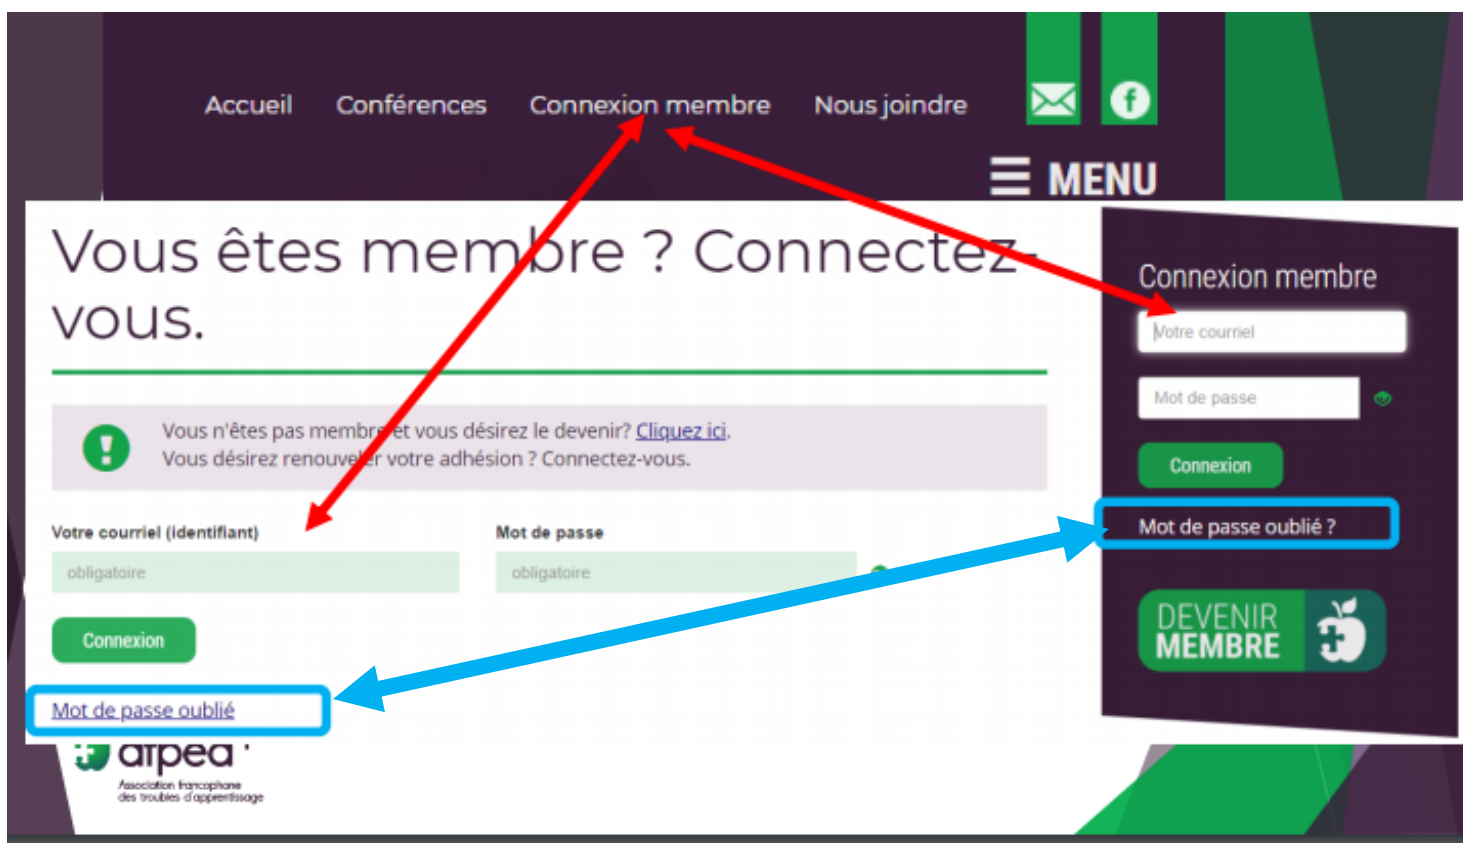 Accueil Conférences Connexion membre Nous joindre
MENU
Vous êtes membre ? Connectez-
vous.
Vous n'êtes pas membre et vous désirez le devenir? Cliquez ici.
Vous désirez renouveler votre adhésion ? Connectez-vous.
Votre courriel (identifiant) Mot de passe
obligatoire obligatoire
Connexion
Mot de passe oublié
Connexion membre
Votre courriel
Mot de passe
Connexion
Mot de passe oublié ?
DEVENIR
MEMBRE
Association francophone
des troubles d'apprentissage